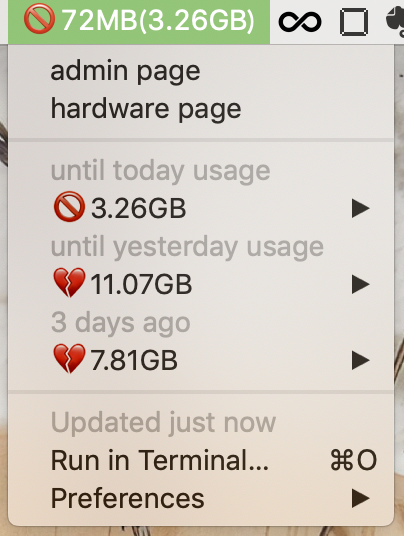 🚫72MB(3.26GB)
admin page
hardware page
until today usage
🚫3.26GB
until yesterday usage
💔11.07GB
3 days ago
💔7.81GB
Updated just now
Run in Terminal... ⌘O
Preferences